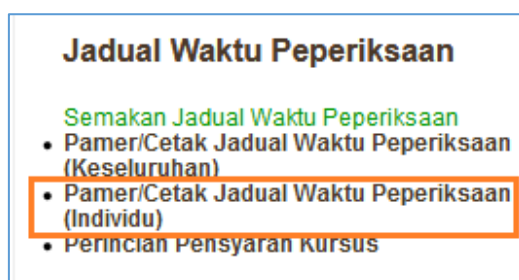 Jadual Waktu Peperiksaan
Semakan Jadual Waktu Peperiksaan
• Pamer/Cetak Jadual Waktu Peperiksaan
(Keseluruhan)
• Pamer/Cetak Jadual Waktu Peperiksaan
(Individu)
• Perincian Pensyarah Kursus